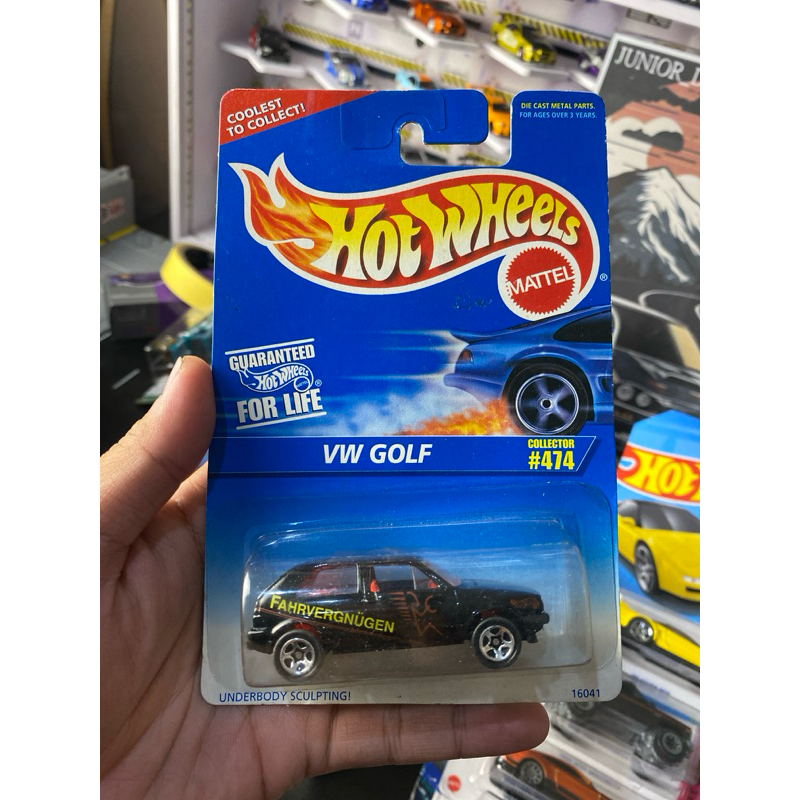 COOLEST
TO COLLECT!
DIE CAST METAL PARTS.
FOR AGES OVER 3 YEARS.
JUNIOR
HOT WHEELS
®
MATTEL
GUARANTEED
HOT WHEELS
®
FOR LIFE
VW GOLF
COLLECTOR
#474
HOT
FAHRVERGNÜGEN
UNDERBODY SCULPTING!
16041